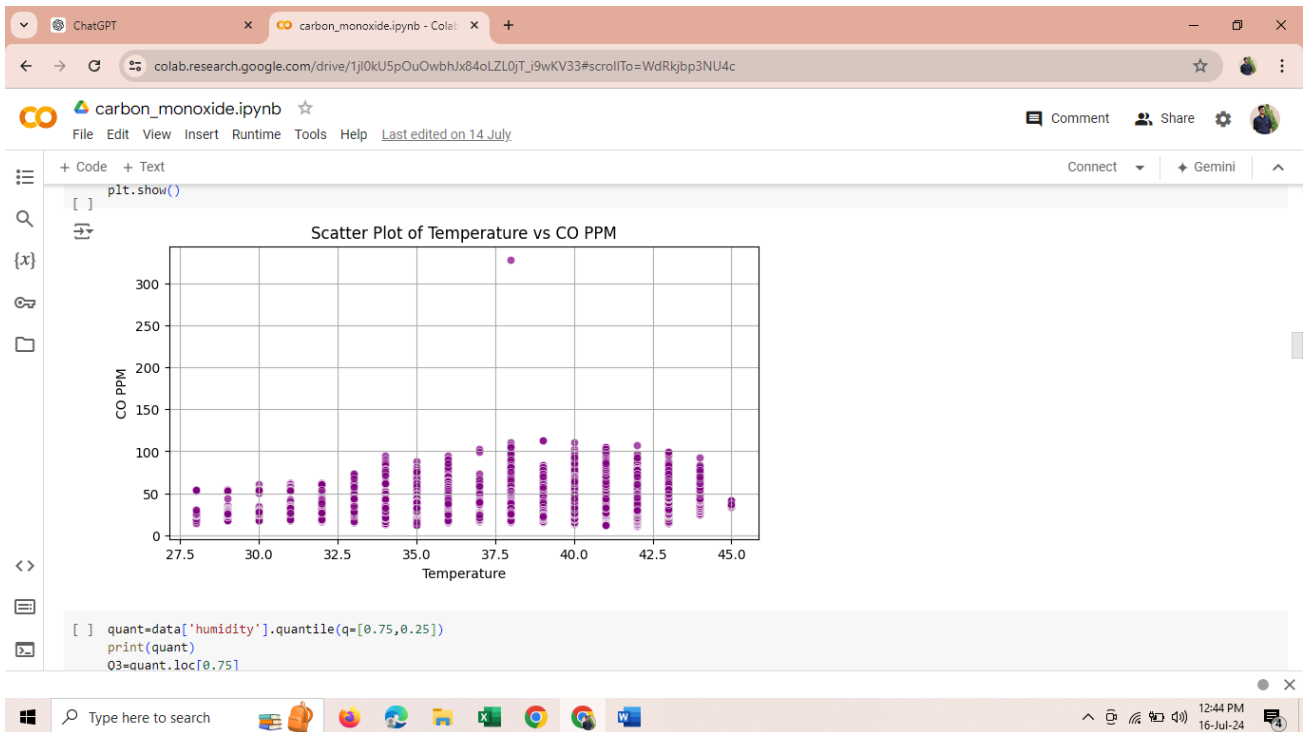 ChatGPT
carbon_monoxide.ipynb - Colab
colab.research.google.com/drive/1jI0kU5pOuOwbhJx84oLZL0jT_i9wKV33#scrollTo=WdRkjbp3NU4c
CO carbon_monoxide.ipynb
File Edit View Insert Runtime Tools Help Last edited on 14 July
Comment Share
+ Code + Text
Connect Gemini
plt.show()
[ ]
{x}
Scatter Plot of Temperature vs CO PPM
300
250
200
150
100
50
0
CO PPM
27.5 30.0 32.5 35.0 37.5 40.0 42.5 45.0
Temperature
[ ] quant=data['humidity'].quantile(q=[0.75,0.25])
print(quant)
Q3=quant.loc[0.75]
Type here to search
12:44 PM
16-Jul-24
4